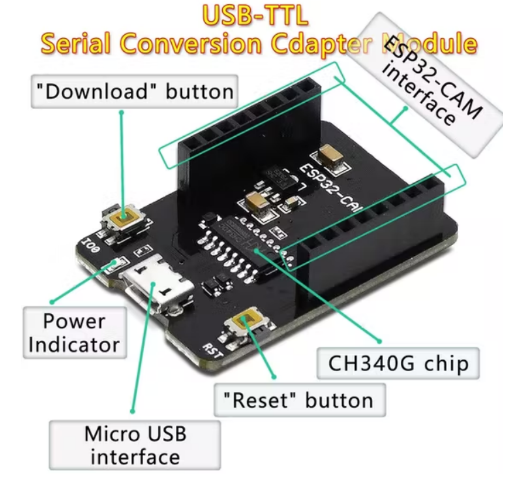 USB-TTL
Serial Conversion Cdapter Module
ESP32-CAM
interface
"Download" button
ESP32-CAM
IO0
Power
Indicator
RST
CH340G chip
"Reset" button
Micro USB
interface